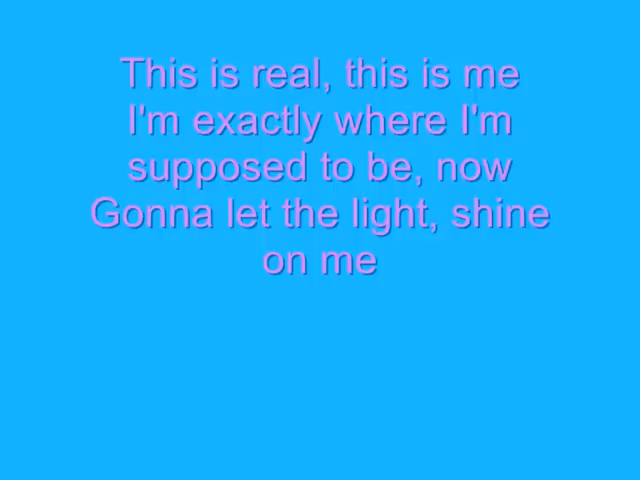 This is real, this is me
I'm exactly where I'm
supposed to be, now
Gonna let the light, shine
on me